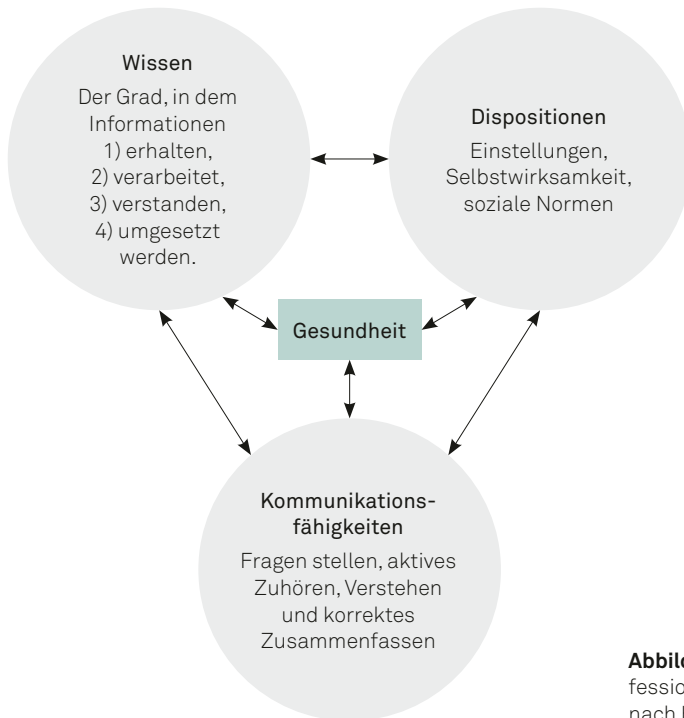 Wissen
Der Grad, in dem
Informationen
1) erhalten,
2) verarbeitet,
3) verstanden,
4) umgesetzt
werden.
Dispositionen
Einstellungen,
Selbstwirksamkeit,
soziale Normen
Gesundheit
Kommunikations-
fähigkeiten
Fragen stellen, aktives
Zuhören, Verstehen
und korrektes
Zusammenfassen